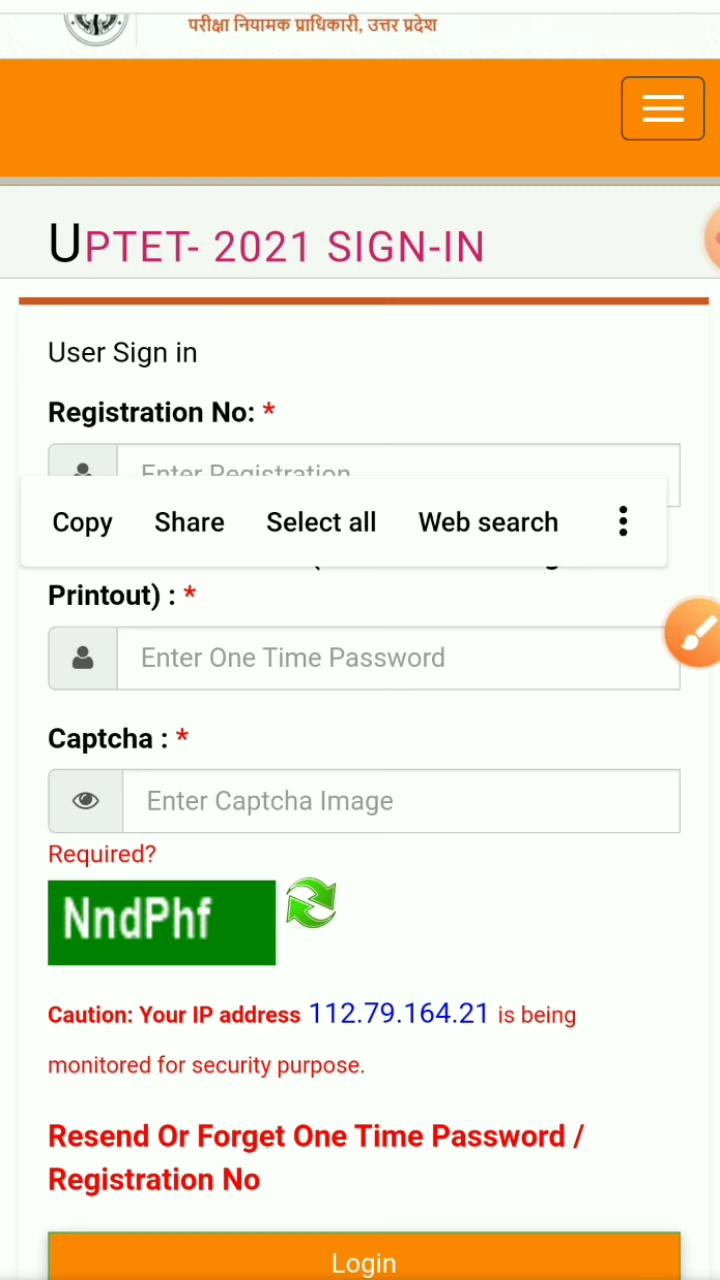 परीक्षा नियामक प्राधिकारी, उत्तर प्रदेश
UPTET- 2021 SIGN-IN
User Sign in
Registration No: *
Enter Registration
Copy Share Select all Web search
Printout) : *
Enter One Time Password
Captcha : *
Enter Captcha Image
Required?
NndPhf
Caution: Your IP address 112.79.164.21 is being
monitored for security purpose.
Resend Or Forget One Time Password /
Registration No
Login